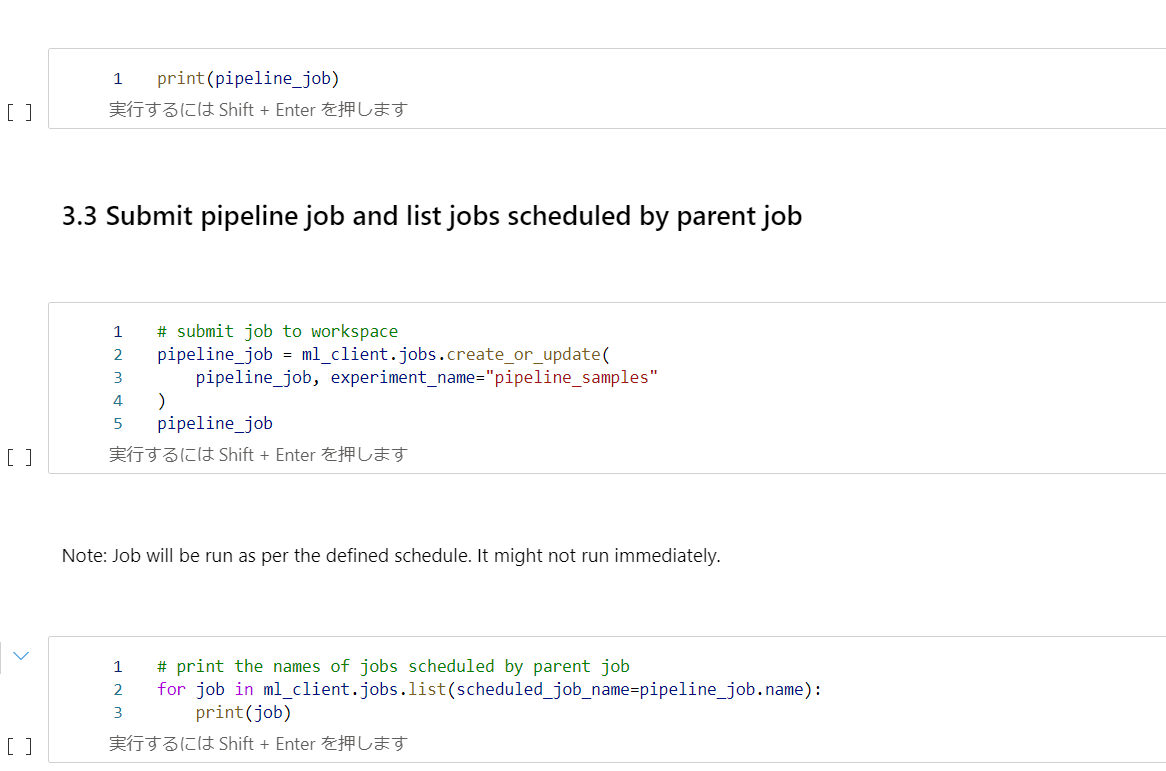 1 print(pipeline_job)
[ ] 実行するには Shift + Enter を押します
3.3 Submit pipeline job and list jobs scheduled by parent job
1 # submit job to workspace
2 pipeline_job = ml_client.jobs.create_or_update(
3     pipeline_job, experiment_name="pipeline_samples"
4 )
5 pipeline_job
[ ] 実行するには Shift + Enter を押します
Note: Job will be run as per the defined schedule. It might not run immediately.
1 # print the names of jobs scheduled by parent job
2 for job in ml_client.jobs.list(scheduled_job_name=pipeline_job.name):
3     print(job)
[ ] 実行するには Shift + Enter を押します